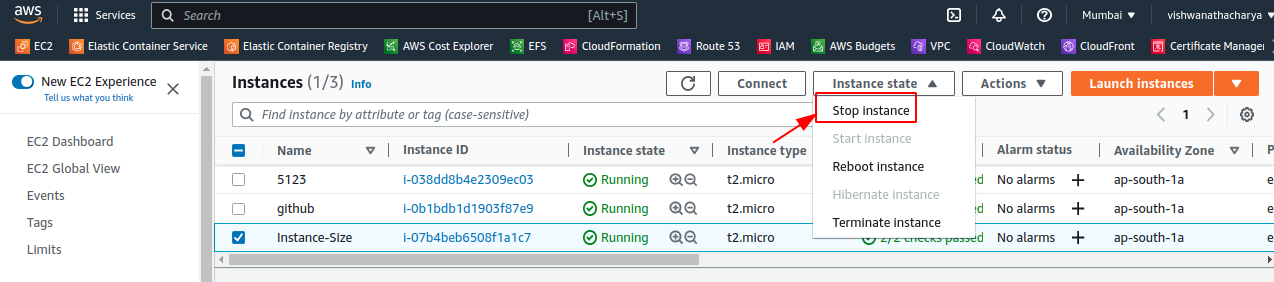 aws Services Search [Alt+S] Mumbai vishwanathacharya
EC2 Elastic Container Service Elastic Container Registry AWS Cost Explorer EFS CloudFormation Route 53 IAM AWS Budgets VPC CloudWatch CloudFront Certificate Manager
New EC2 Experience
Tell us what you think
EC2 Dashboard
EC2 Global View
Events
Tags
Limits
Instances (1/3) Info Connect Instance state Actions Launch instances
Find instance by attribute or tag (case-sensitive) 1
Stop instance
Start instance
Reboot instance
Hibernate instance
Terminate instance
Name Instance ID Instance state Instance type Alarm status Availability Zone P
5123 i-038dd8b4e2309ec03 Running t2.micro No alarms + ap-south-1a e
github i-0b1bdb1d1903f87e9 Running t2.micro No alarms + ap-south-1a e
Instance-Size i-07b4beb6508f1a1c7 Running t2.micro 2/2 checks passed No alarms + ap-south-1a e